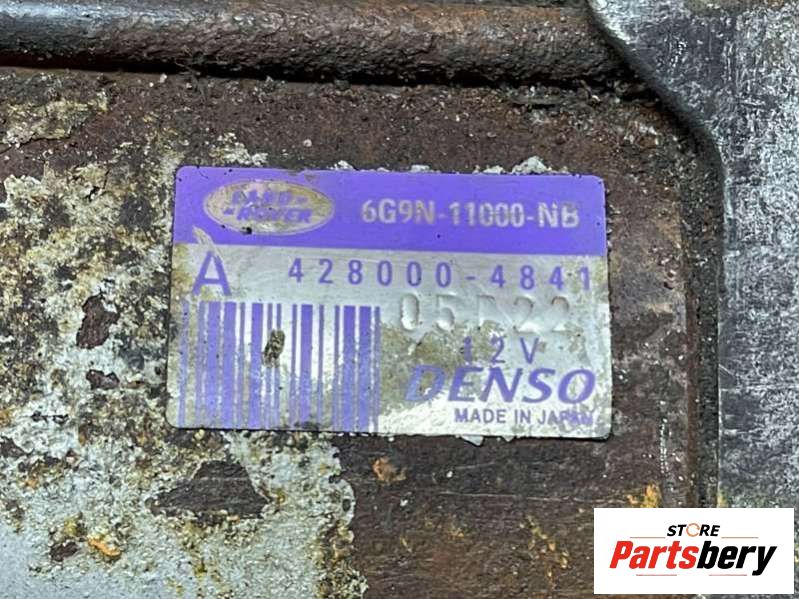 LAND
ROVER
6G9N-11000-NB
A 428000-4841
12V
DENSO
MADE IN JAPAN
STORE
Partsbery